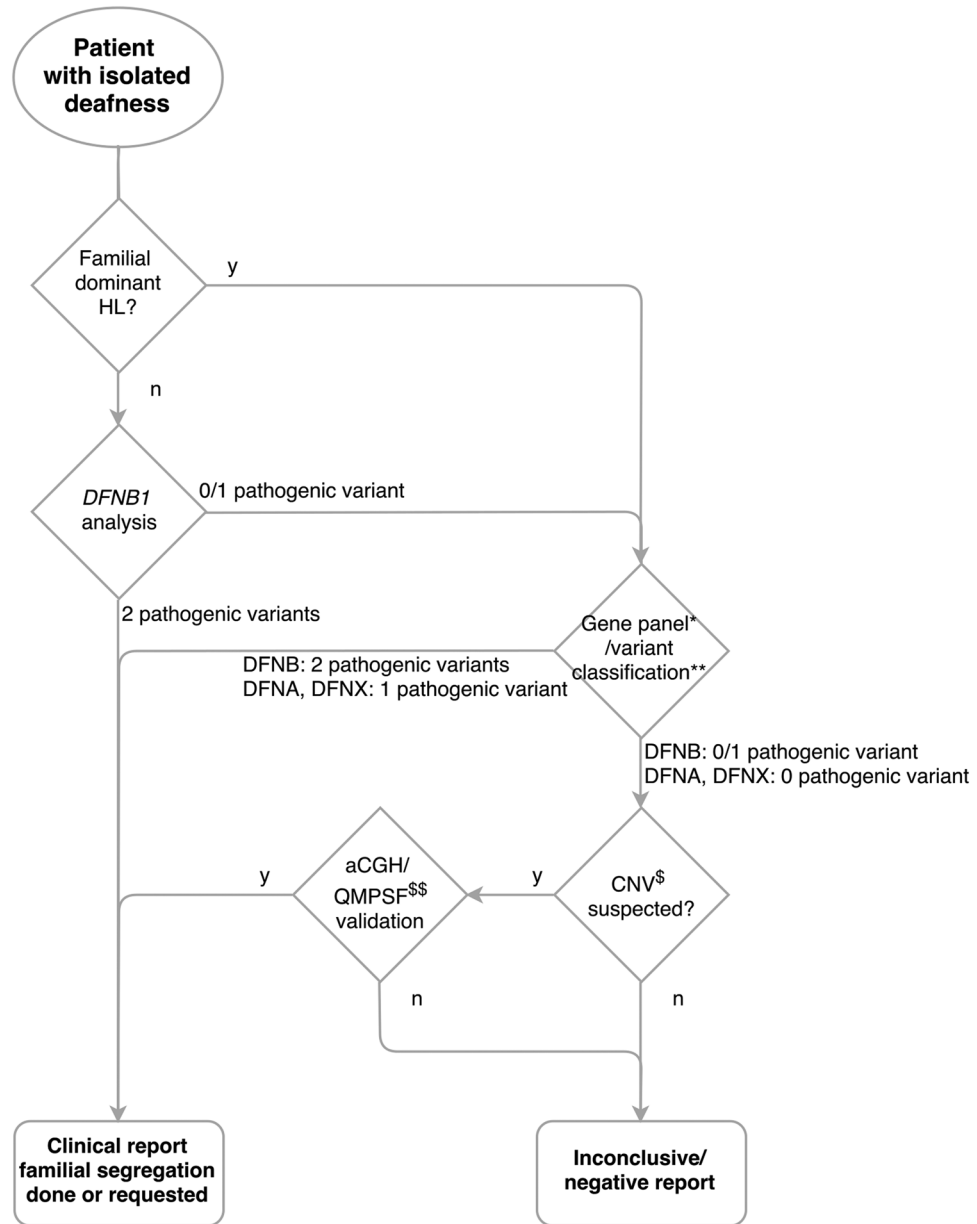 Patient
with isolated
deafness
Familial
dominant
HL?
y
n
DFNB1
analysis
0/1 pathogenic variant
2 pathogenic variants
Gene panel*
/variant
classification**
DFNB: 2 pathogenic variants
DFNA, DFNX: 1 pathogenic variant
DFNB: 0/1 pathogenic variant
DFNA, DFNX: 0 pathogenic variant
CNV$
suspected?
y
n
aCGH/
QMPSF$$
validation
y
n
Clinical report
familial segregation
done or requested
Inconclusive/
negative report